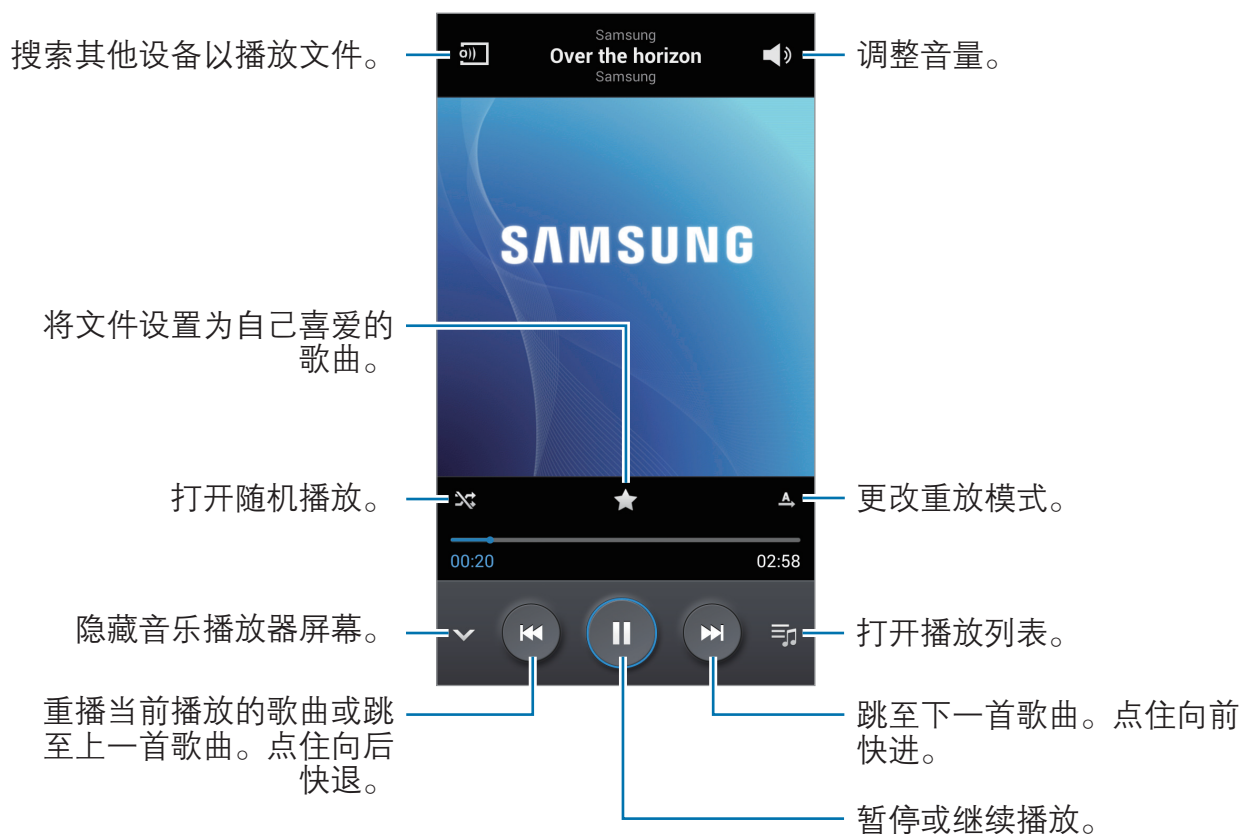 搜索其他设备以播放文件。
Samsung
Over the horizon
Samsung
调整音量。
SAMSUNG
将文件设置为自己喜爱的
歌曲。
打开随机播放。
A
更改重放模式。
00:20
02:58
隐藏音乐播放器屏幕。
打开播放列表。
重播当前播放的歌曲或跳
至上一首歌曲。点住向后
快退。
跳至下一首歌曲。点住向前
快进。
暂停或继续播放。